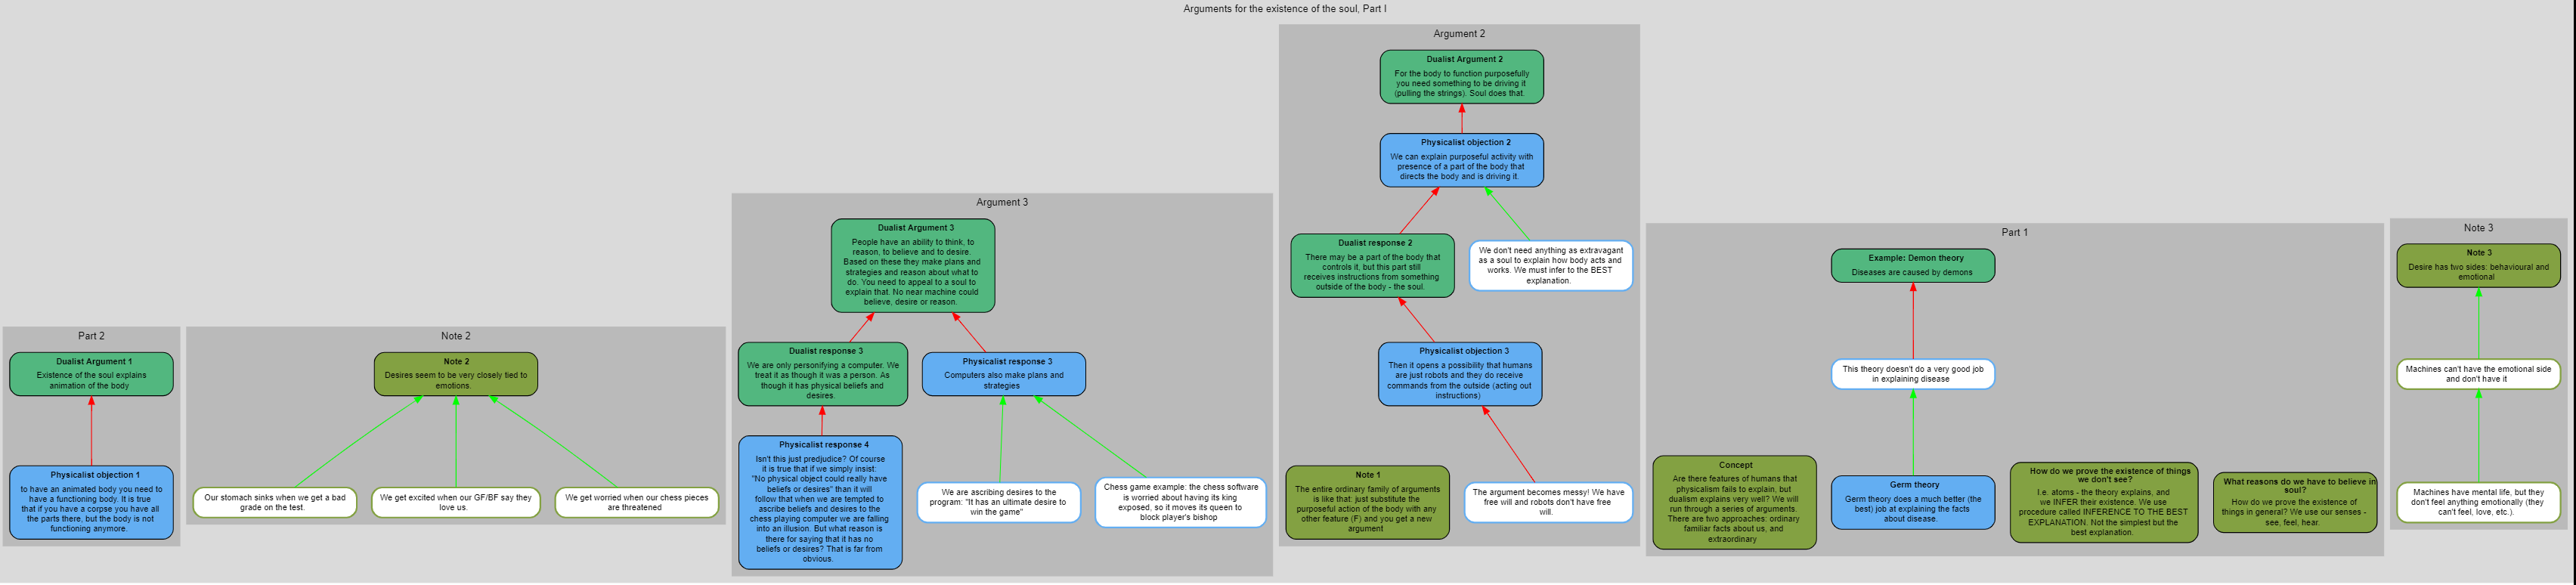 Arguments for the existence of the soul, Part I
Part 2
Dualist Argument 1
Existence of the soul explains
animation of the body
Physicalist objection 1
to have an animated body you need to
have a functioning body. It is true
that if you have a corpse you have all
the parts there, but the body is not
functioning anymore.
Note 2
Note 2
Desires seem to be very closely tied to
emotions.
Our stomach sinks when we get a bad
grade on the test.
We get excited when our GF/BF say they
love us.
We get worried when our chess pieces
are threatened
Argument 3
Dualist Argument 3
People have an ability to think, to
reason, to believe and to desire.
Based on these they make plans and
strategies and reason about what to
do. You need to appeal to a soul to
explain that. No near machine could
believe, desire or reason.
Dualist response 3
We are only personifying a computer. We
treat it as though it was a person. As
though it has physical beliefs and
desires.
Physicalist response 3
Computers also make plans and
strategies
Physicalist response 4
Isn't this just predjudice? Of course
it is true that if we simply insist:
"No physical object could really have
beliefs or desires" than it will
follow that when we are tempted to
ascribe beliefs and desires to the
chess playing computer we are falling
into an illusion. But what reason is
there for saying that it has no
beliefs or desires? That is far from
obvious.
We are ascribing desires to the
program: "It has an ultimate desire to
win the game"
Chess game example: the chess software
is worried about having its king
exposed, so it moves its queen to
block player's bishop
Argument 2
Dualist Argument 2
For the body to function purposefully
you need something to be driving it
(pulling the strings). Soul does that.
Physicalist objection 2
We can explain purposeful activity with
presence of a part of the body that
directs the body and is driving it.
Dualist response 2
There may be a part of the body that
controls it, but this part still
receives instructions from something
outside of the body - the soul.
We don't need anything as extravagant
as a soul to explain how body acts and
works. We must infer to the BEST
explanation.
Physicalist objection 3
Then it opens a possibility that humans
are just robots and they do receive
commands from the outside (acting out
instructions)
Note 1
The entire ordinary family of arguments
is like that: just substitute the
purposeful action of the body with any
other feature (F) and you get a new
argument
The argument becomes messy! We have
free will and robots don't have free
will.
Part 1
Example: Demon theory
Diseases are caused by demons
This theory doesn't do a very good job
in explaining disease
Concept
Are there features of humans that
physicalism fails to explain, but
dualism explains very well? We will
run through a series of arguments.
There are two approaches: ordinary
familiar facts about us, and
extraordinary
Germ theory
Germ theory does a much better (the
best) job at explaining the facts
about disease.
How do we prove the existence of things
we don't see?
I.e. atoms - the theory explains, and
we INFER their existence. We use
procedure called INFERENCE TO THE BEST
EXPLANATION. Not the simplest but the
best explanation.
What reasons do we have to believe in
soul?
How do we prove the existence of
things in general? We use our senses -
see, feel, hear.
Note 3
Note 3
Desire has two sides: behavioural and
emotional
Machines can't have the emotional side
and don't have it
Machines have mental life, but they
don't feel anything emotionally (they
can't feel, love, etc.).